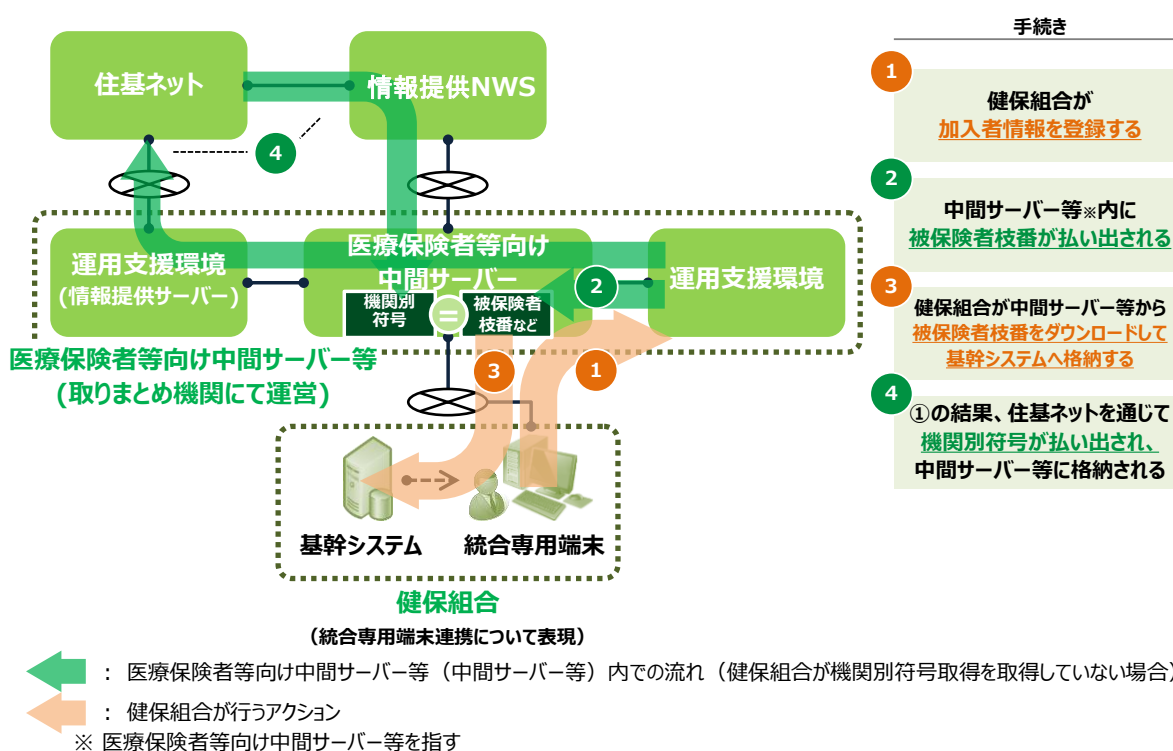 住基ネット
情報提供NWS
4
運用支援環境
(情報提供サーバー)
医療保険者等向け
中間サーバー
機関別
符号
=
被保険者
枝番など
2
運用支援環境
医療保険者等向け中間サーバー等
(取りまとめ機関にて運営)
3
1
基幹システム
統合専用端末
健保組合
(統合専用端末連携について表現)
手続き
1
健保組合が
加入者情報を登録する
2
中間サーバー等※内に
被保険者枝番が払い出される
3
健保組合が中間サーバー等から
被保険者枝番をダウンロードして
基幹システムへ格納する
4
①の結果、住基ネットを通じて
機関別符号が払い出され、
中間サーバー等に格納される
: 医療保険者等向け中間サーバー等（中間サーバー等）内での流れ（健保組合が機関別符号取得を取得していない場合）
: 健保組合が行うアクション
※ 医療保険者等向け中間サーバー等を指す